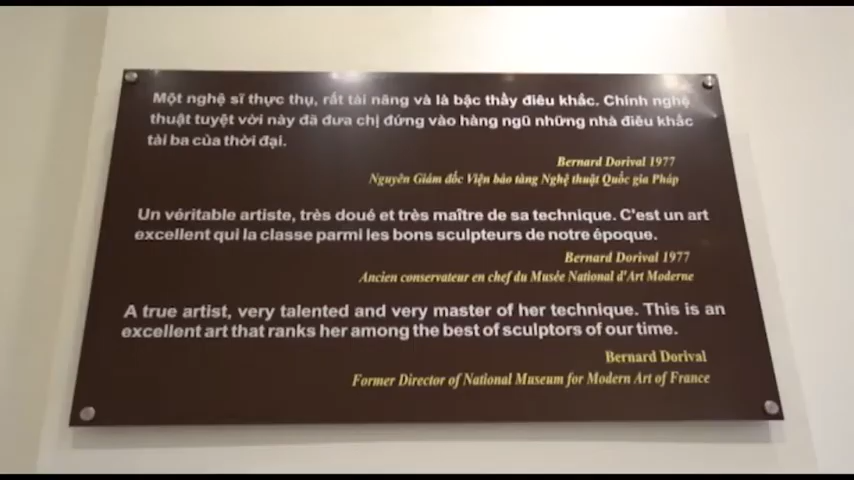 Một nghệ sĩ thực thụ, rất tài năng và là bậc thầy điêu khắc. Chính nghệ
thuật tuyệt vời này đã đưa chị đứng vào hàng ngũ những nhà điêu khắc
tài ba của thời đại.
Bernard Dorival 1977
Nguyên Giám đốc Viện bảo tàng Nghệ thuật Quốc gia Pháp
Un véritable artiste, très doué et très maître de sa technique. C'est un art
excellent qui la classe parmi les bons sculpteurs de notre époque.
Bernard Dorival 1977
Ancien conservateur en chef du Musée National d'Art Moderne
A true artist, very talented and very master of her technique. This is an
excellent art that ranks her among the best of sculptors of our time.
Bernard Dorival
Former Director of National Museum for Modern Art of France